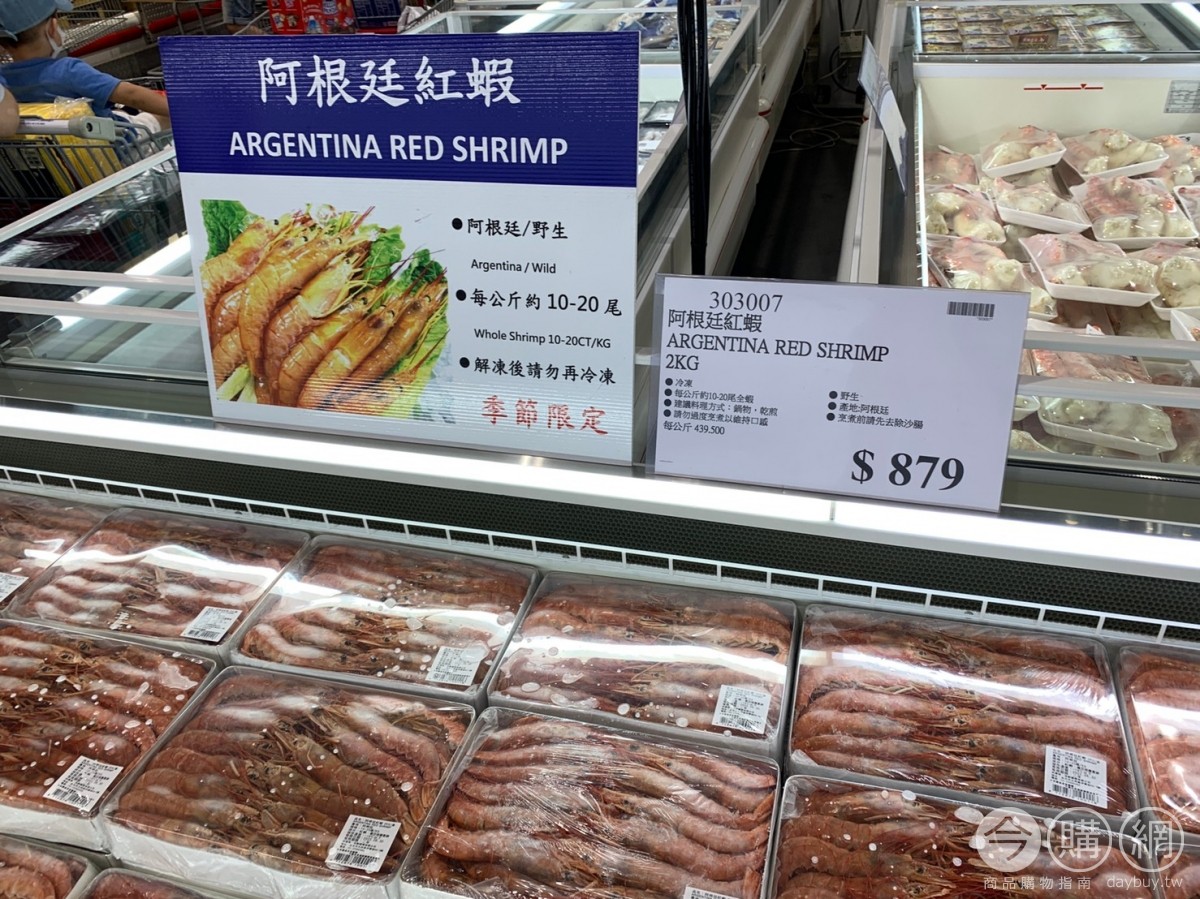 阿根廷紅蝦
ARGENTINA RED SHRIMP
●阿根廷/野生
Argentina / Wild
●每公斤約 10-20 尾
Whole Shrimp 10-20CT/KG
●解凍後請勿再冷凍
季節限定
303007
阿根廷紅蝦
ARGENTINA RED SHRIMP
2KG
●冷凍
●每公斤約10-20尾全蝦
●建議料理方式：鍋物，乾煎
●請勿過度烹煮以維持口感
每公斤 439.500
●野生
●產地:阿根廷
●烹煮前請先去除沙腸
$ 879
今購網
商品購物指南 daybuy.tw